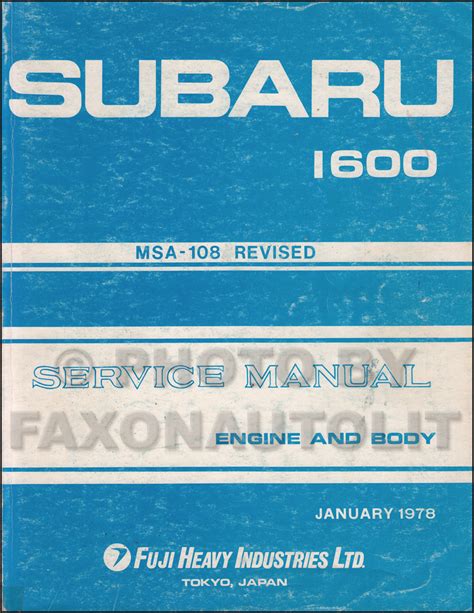 SUBARU
1600
MSA-108 REVISED
© PHOTO BY
SERVICE MANUAL
FAXONAUTOLIT
ENGINE AND BODY
JANUARY 1978
FUJI HEAVY INDUSTRIES LTD.
TOKYO, JAPAN